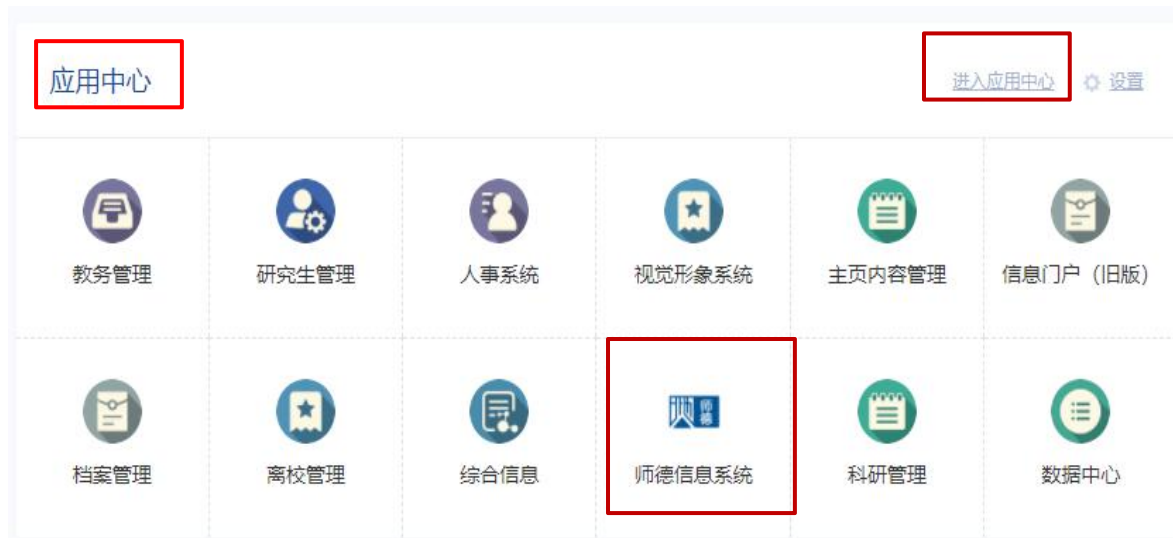 应用中心
进入应用中心 设置
教务管理 研究生管理 人事系统 视觉形象系统 主页内容管理 信息门户（旧版）
师德
档案管理 离校管理 综合信息 师德信息系统 科研管理 数据中心